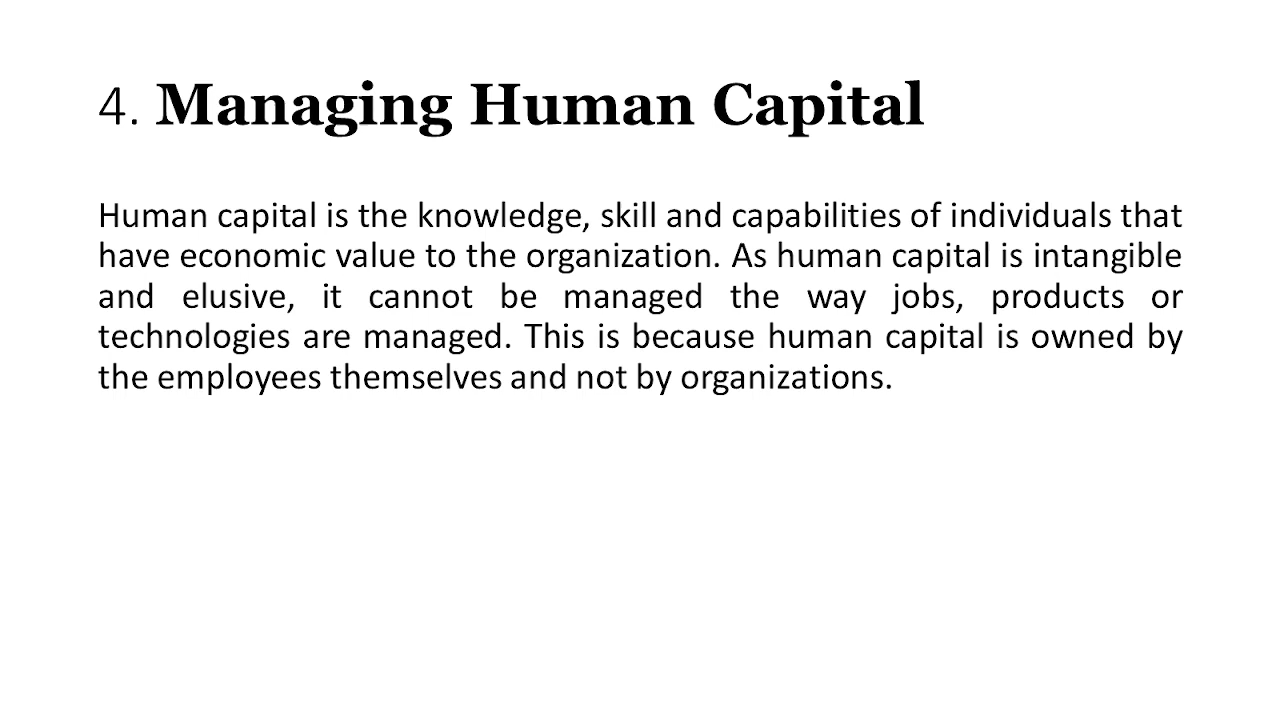 4. Managing Human Capital
Human capital is the knowledge, skill and capabilities of individuals that
have economic value to the organization. As human capital is intangible
and elusive, it cannot be managed the way jobs, products or
technologies are managed. This is because human capital is owned by
the employees themselves and not by organizations.